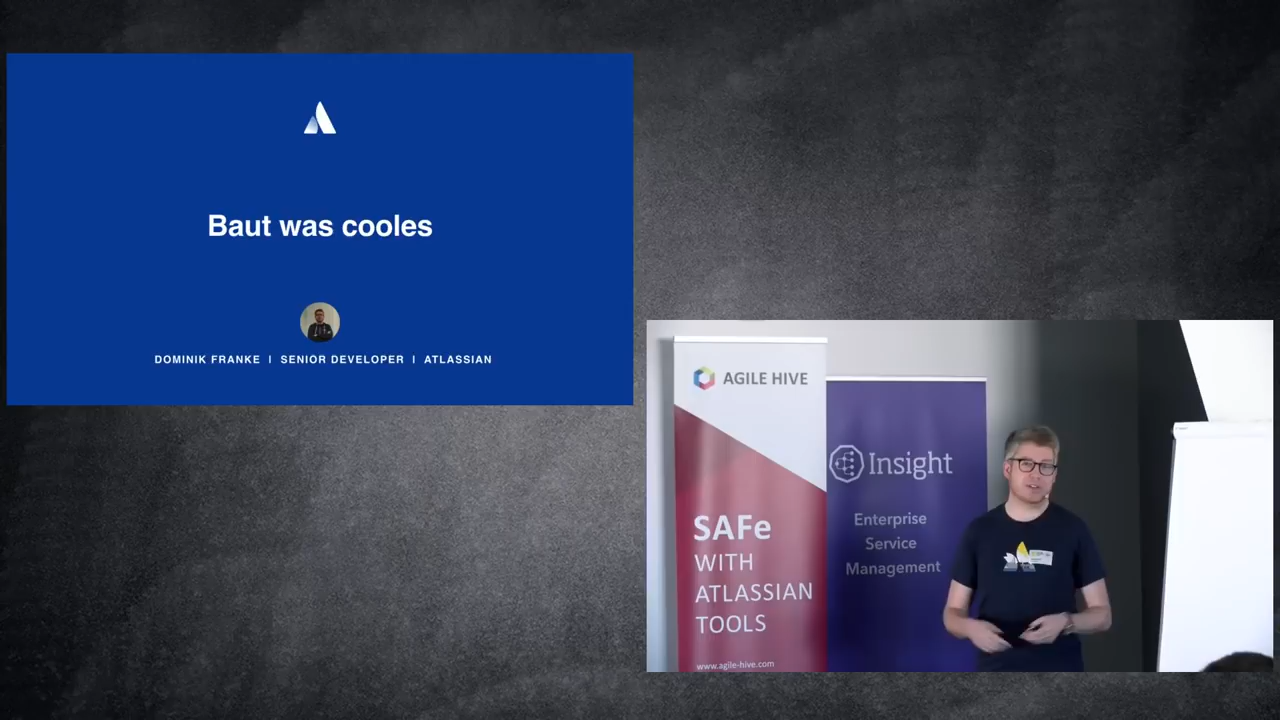 Baut was cooles
DOMINIK FRANKE I SENIOR DEVELOPER I ATLASSIAN
AGILE HIVE
SAFe
WITH
ATLASSIAN
TOOLS
www.agile-hive.com
Insight
Enterprise
Service
Management